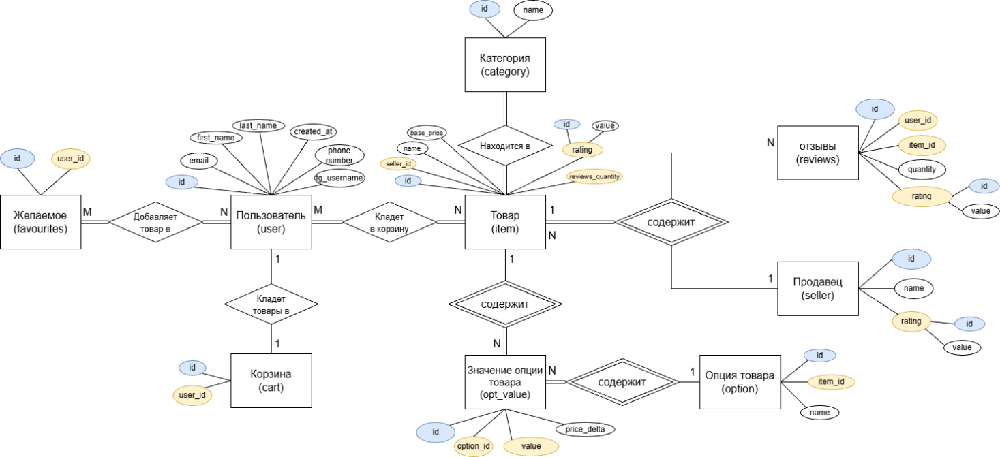 id
name
Категория
(category)
Находится в
id
user_id
Желаемое
(favourites)
M
Добавляет
товар в
N
id
email
first_name
last_name
created_at
phone
number
tg_username
Пользователь
(user)
M
Кладет
в корзину
N
id
seller_id
name
base_price
id
value
rating
reviews_quantity
Товар
(item)
1
N
содержит
N
отзывы
(reviews)
id
user_id
item_id
quantity
rating
id
value
1
Продавец
(seller)
id
name
rating
id
value
1
Кладет
товары в
1
Корзина
(cart)
id
user_id
1
содержит
N
Значение опции
товара
(opt_value)
id
option_id
value
price_delta
N
содержит
1
Опция товара
(option)
id
item_id
name